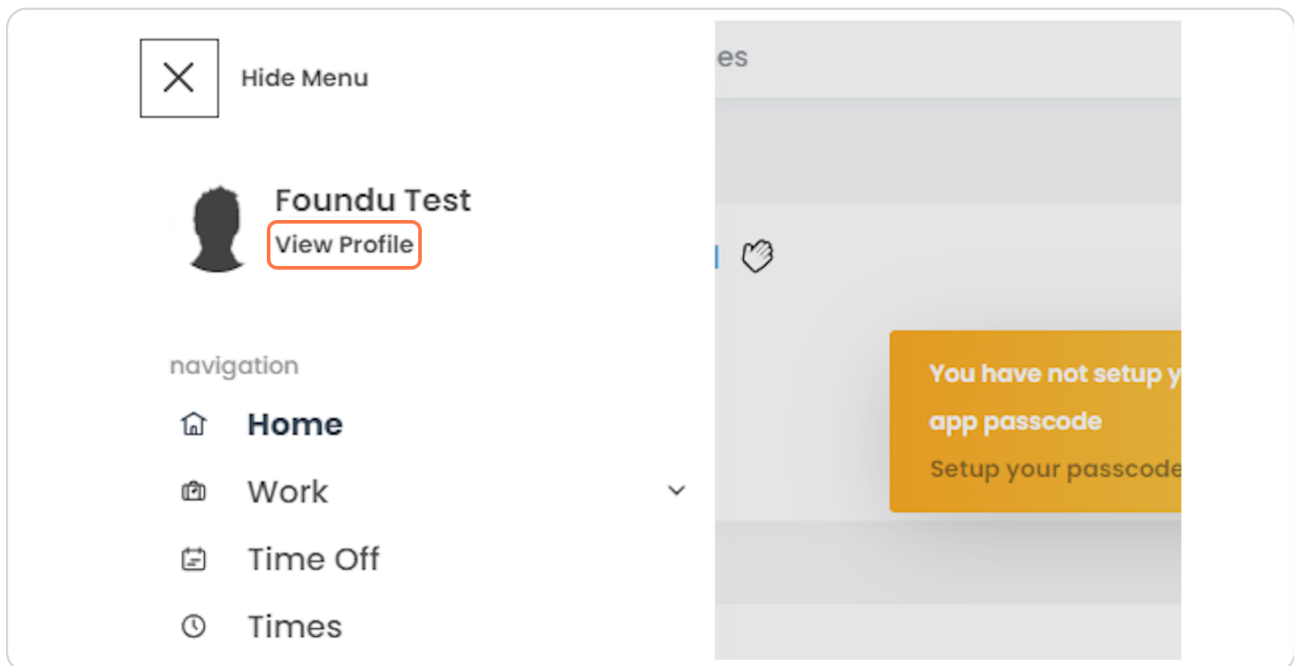 Hide Menu
Foundu Test
View Profile
navigation
Home
Work
Time Off
Times
es
You have not setup y
app passcode
Setup your passcode